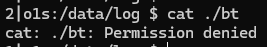 2|o1s:/data/log $ cat ./bt
cat: ./bt: Permission denied